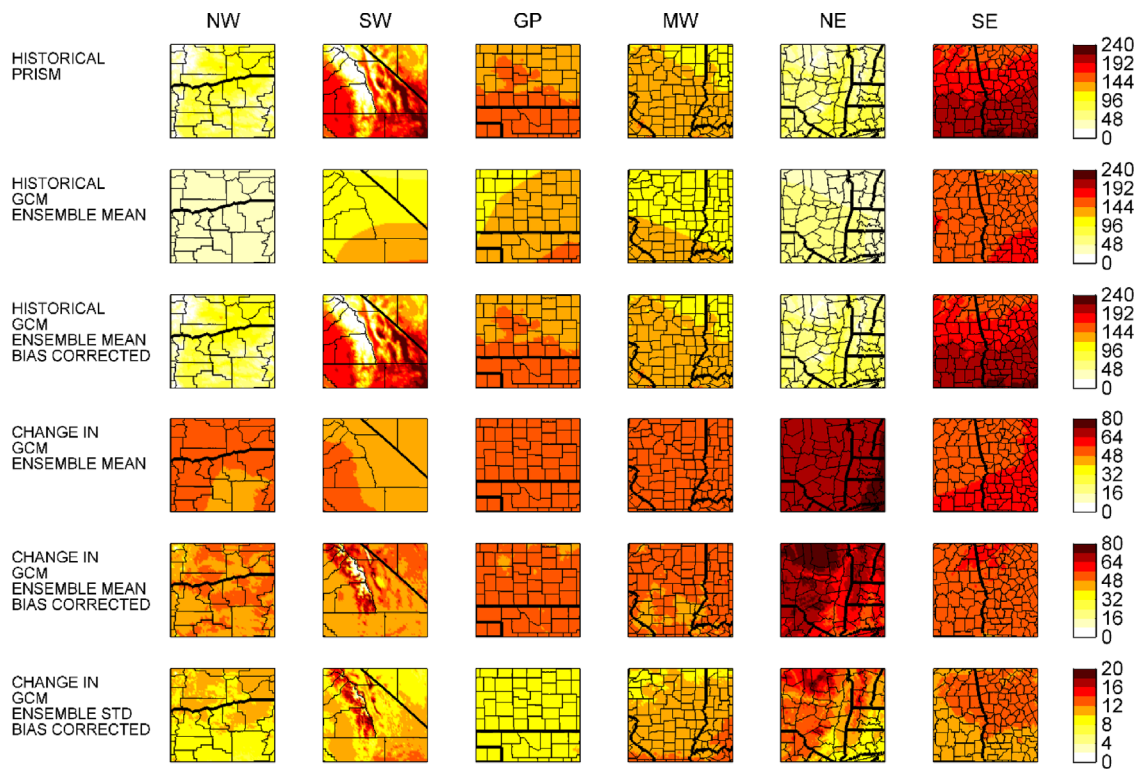 NW SW GP MW NE SE
HISTORICAL
PRISM
240
192
144
96
48
0
HISTORICAL
GCM
ENSEMBLE MEAN
240
192
144
96
48
0
HISTORICAL
GCM
ENSEMBLE MEAN
BIAS CORRECTED
240
192
144
96
48
0
CHANGE IN
GCM
ENSEMBLE MEAN
80
64
48
32
16
0
CHANGE IN
GCM
ENSEMBLE MEAN
BIAS CORRECTED
80
64
48
32
16
0
CHANGE IN
GCM
ENSEMBLE STD
BIAS CORRECTED
20
16
12
8
4
0